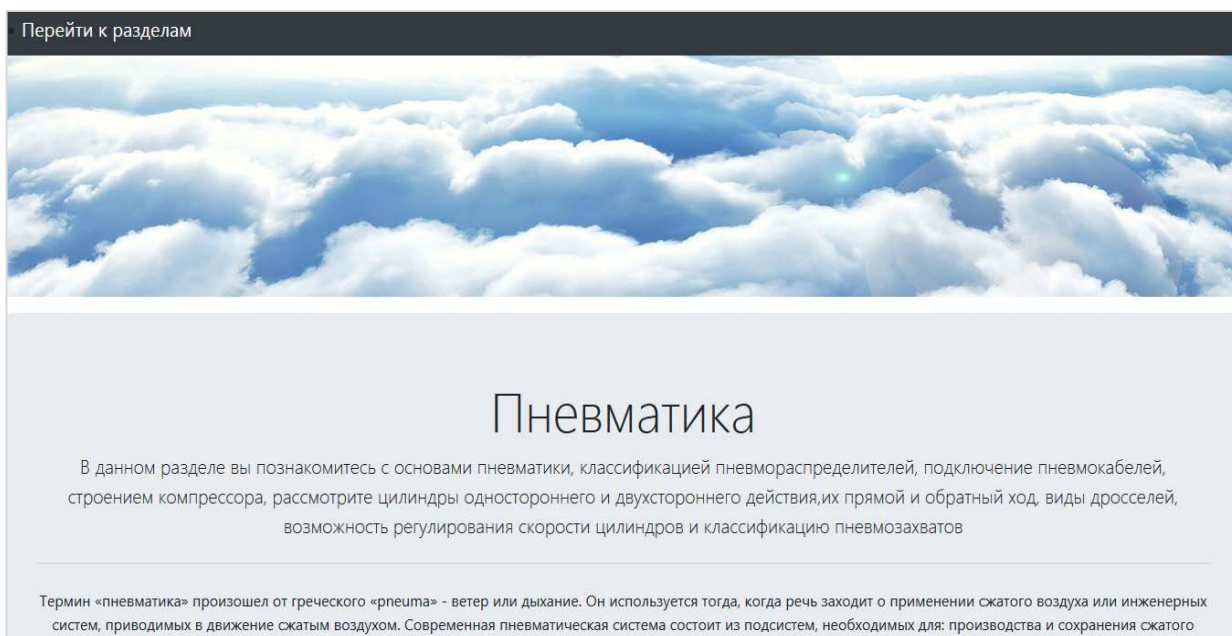 Перейти к разделам
Пневматика
В данном разделе вы познакомитесь с основами пневматики, классификацией пневмораспределителей, подключение пневмокабелей,
строением компрессора, рассмотрите цилиндры одностороннего и двухстороннего действия,их прямой и обратный ход, виды дросселей,
возможность регулирования скорости цилиндров и классификацию пневмозахватов
Термин «пневматика» произошел от греческого «pneuma» - ветер или дыхание. Он используется тогда, когда речь заходит о применении сжатого воздуха или инженерных
систем, приводимых в движение сжатым воздухом. Современная пневматическая система состоит из подсистем, необходимых для: производства и сохранения сжатого